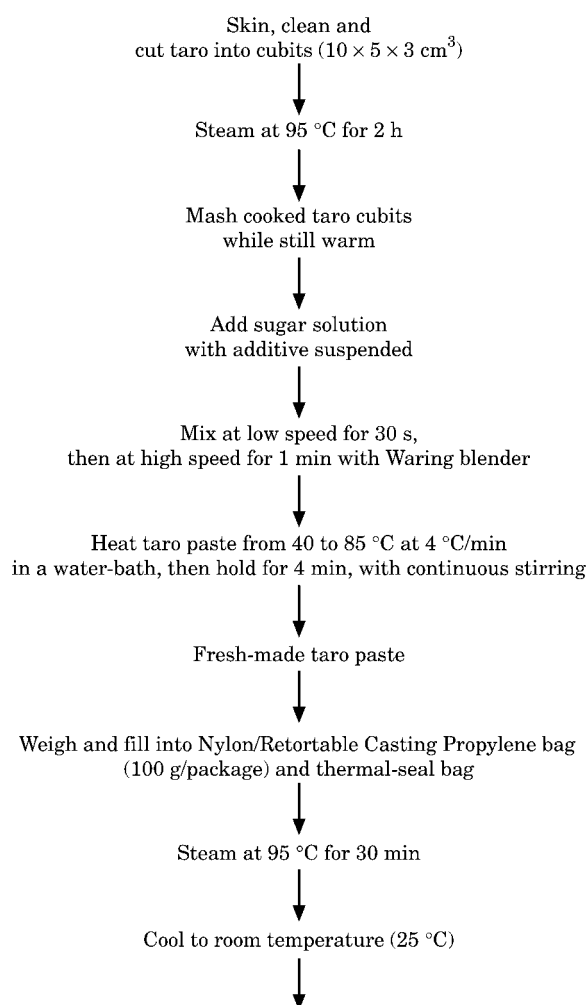 Skin, clean and
cut taro into cubits (10 × 5 × 3 cm³)
Steam at 95 °C for 2 h
Mash cooked taro cubits
while still warm
Add sugar solution
with additive suspended
Mix at low speed for 30 s,
then at high speed for 1 min with Waring blender
Heat taro paste from 40 to 85 °C at 4 °C/min
in a water-bath, then hold for 4 min, with continuous stirring
Fresh-made taro paste
Weigh and fill into Nylon/Retortable Casting Propylene bag
(100 g/package) and thermal-seal bag
Steam at 95 °C for 30 min
Cool to room temperature (25 °C)